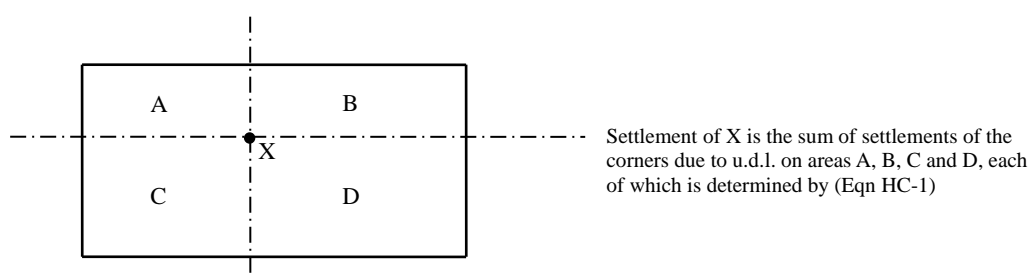 A
B
X
Settlement of X is the sum of settlements of the
corners due to u.d.l. on areas A, B, C and D, each
of which is determined by (Eqn HC-1)
C
D